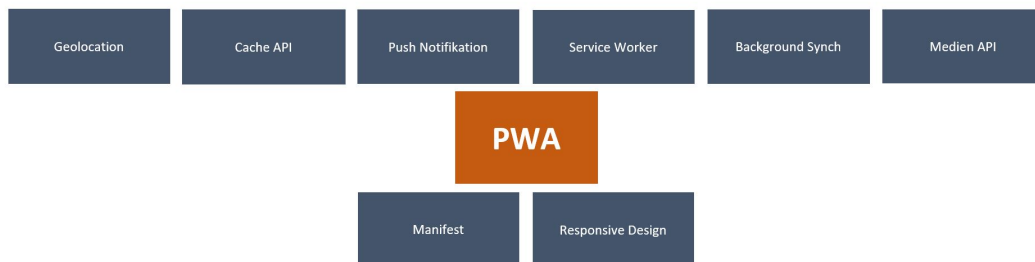 Geolocation
Cache API
Push Notifikation
Service Worker
Background Synch
Medien API
PWA
Manifest
Responsive Design